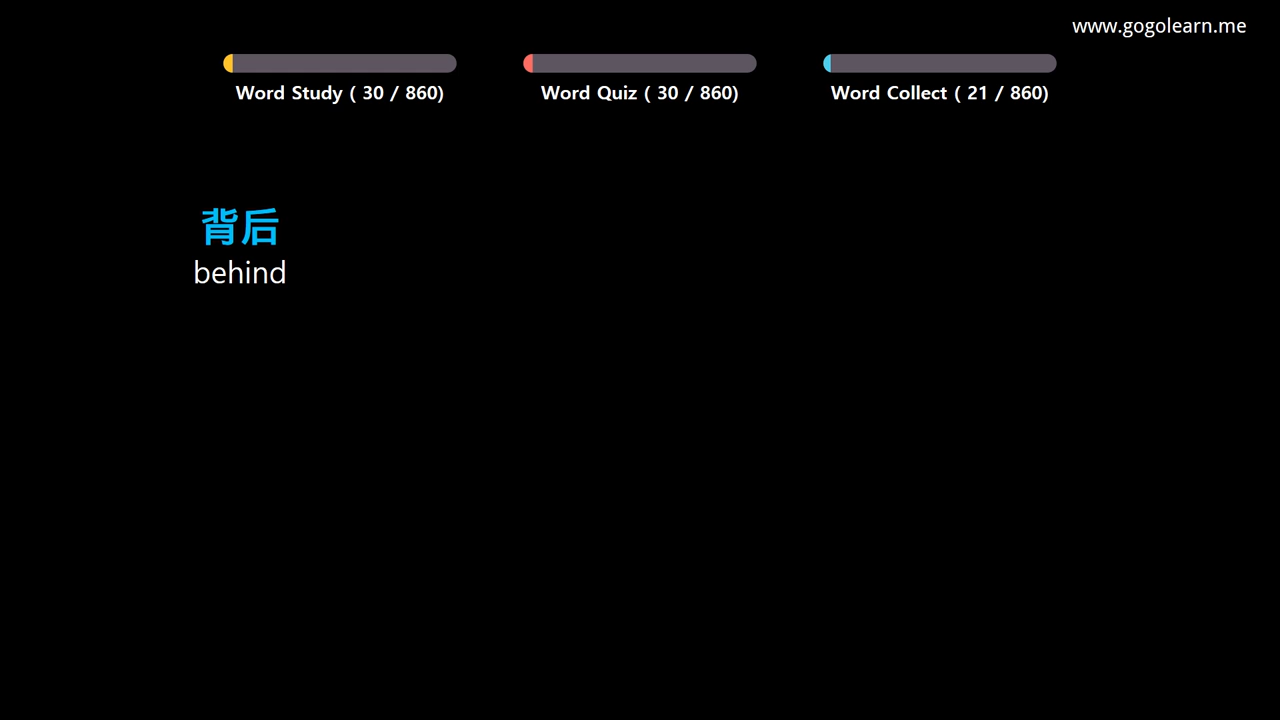 www.gogolearn.me
Word Study ( 30 / 860)
Word Quiz ( 30 / 860)
Word Collect ( 21 / 860)
背后
behind